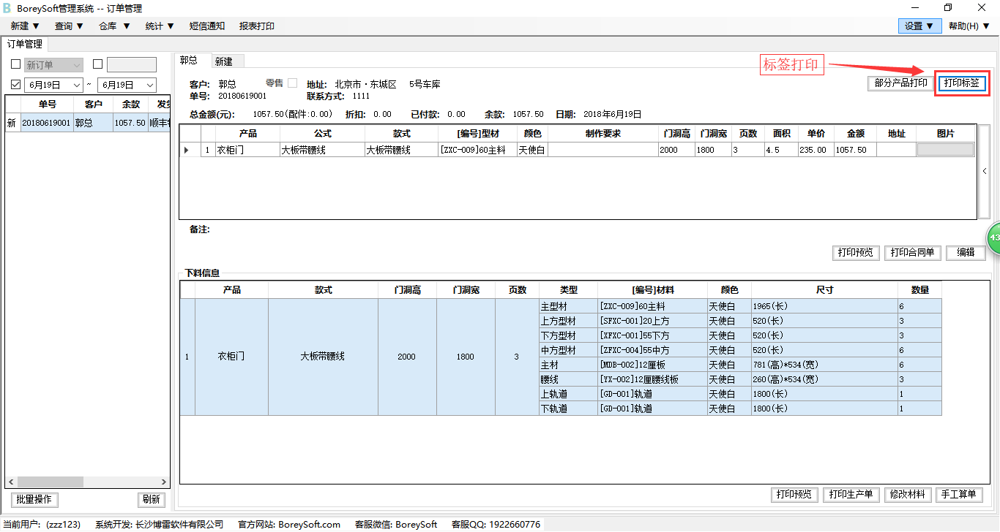 B BoreySoft管理系统 -- 订单管理
新建 ▼ 查询 ▼ 仓库 ▼ 统计 ▼ 短信通知 报表打印 设置 ▼ 帮助(H) ▼
订单管理
新订单
6月19日 ~ 6月19日
单号 客户 余款
新 20180619001 郭总 1057.50
批量操作 刷新
郭总 新建
标签打印
部分产品打印 打印标签
客户: 郭总 零售 地址: 北京市·东城区 5号车库
单号: 20180619001 联系方式: 1111
总金额(元): 1057.50(配件:0.00) 折扣: 0.00 已付款: 0.00 余款: 1057.50 日期: 2018年6月19日
产品 公式 款式 [编号]型材 颜色 制作要求 门洞高 门洞宽 页数 面积 单价 金额 地址 图片
1 衣柜门 大板带腰线 大板带腰线 [ZXC-009]60主料 天使白 2000 1800 3 4.5 235.00 1057.50
43
备注:
打印预览 打印合同单 编辑
下料信息
产品 款式 门洞高 门洞宽 页数 类型 [编号]材料 颜色 尺寸 数量
1 衣柜门 大板带腰线 2000 1800 3
主型材 [ZXC-009]60主料 天使白 1965(长) 6
上方型材 [SFXC-001]20上方 天使白 520(长) 3
下方型材 [XFXC-001]55下方 天使白 520(长) 3
中方型材 [ZFXC-004]55中方 天使白 520(长) 6
主材 [MDB-002]12厘板 天使白 781(高)*534(宽) 6
腰线 [YX-002]12厘腰线板 天使白 260(高)*534(宽) 3
上轨道 [GD-001]轨道 天使白 1800(长) 1
下轨道 [GD-001]轨道 天使白 1800(长) 1
打印预览 打印生产单 修改材料 手工算单
当前用户: (zzz123) 系统开发: 长沙博雷软件有限公司 官方网站: BoreySoft.com 客服微信: BoreySoft 客服QQ: 1922660776